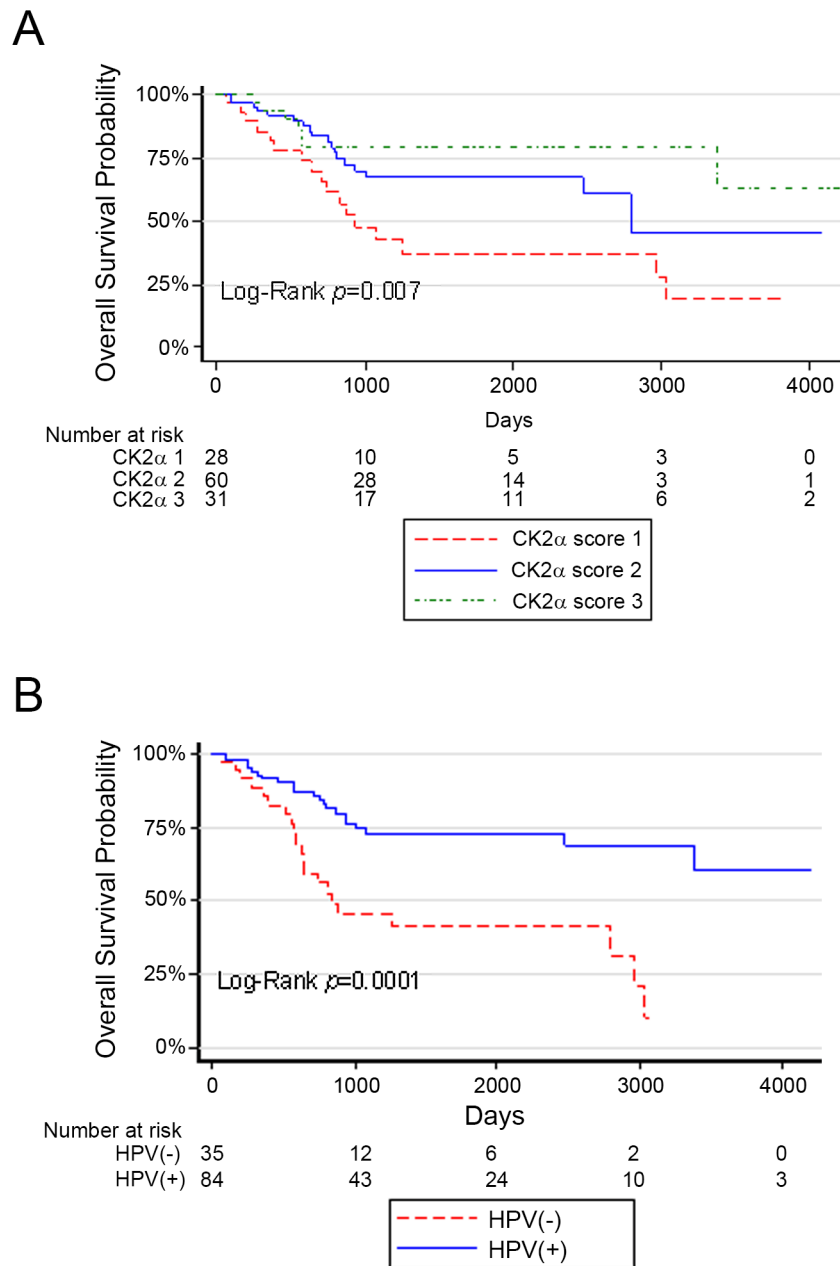 A
Overall Survival Probability
100%
75%
50%
25%
0%
Log-Rank p=0.007
0 1000 2000 3000 4000
Days
Number at risk
CK2α 1 28 10 5 3 0
CK2α 2 60 28 14 3 1
CK2α 3 31 17 11 6 2
CK2α score 1
CK2α score 2
CK2α score 3
B
Overall Survival Probability
100%
75%
50%
25%
0%
Log-Rank p=0.0001
0 1000 2000 3000 4000
Days
Number at risk
HPV(-) 35 12 6 2 0
HPV(+) 84 43 24 10 3
HPV(-)
HPV(+)